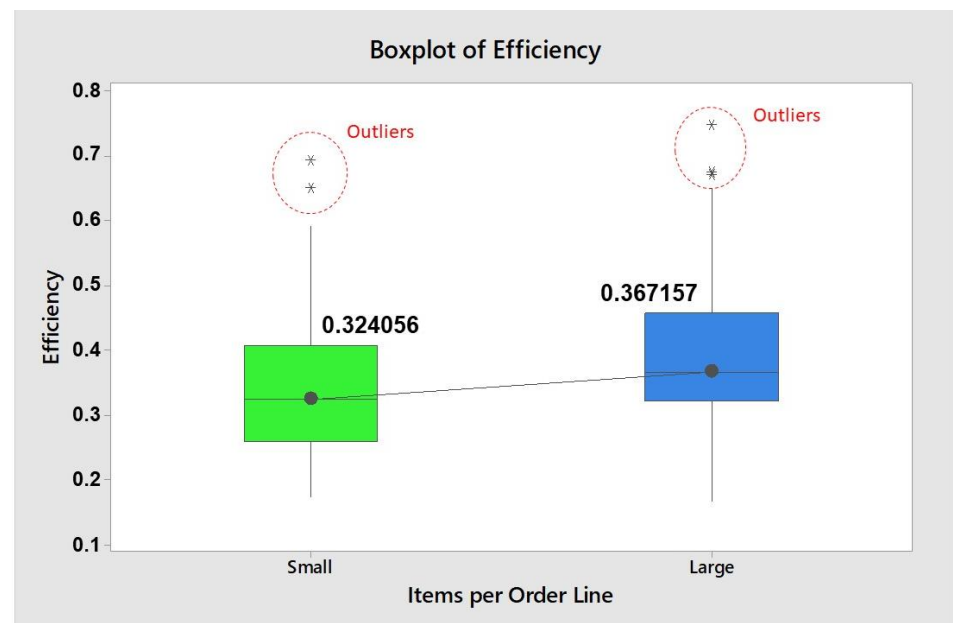 Boxplot of Efficiency
0.8
Outliers
Outliers
0.7
0.6
0.5
0.367157
0.324056
0.4
0.3
0.2
0.1
Efficiency
Small
Large
Items per Order Line